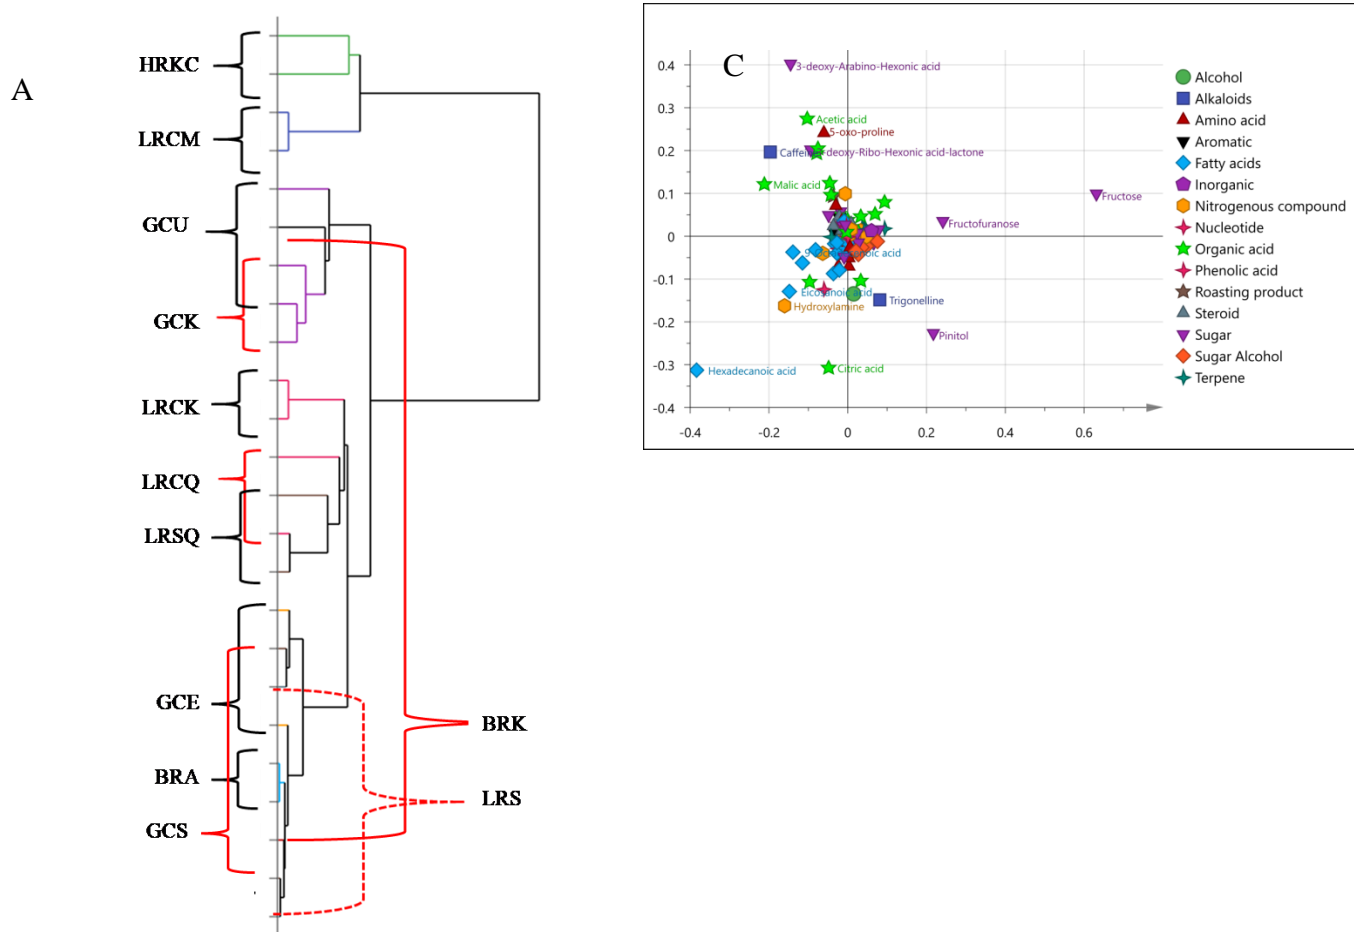 A
HRKC
LRCM
GCU
GCK
LRCK
LRCQ
LRSQ
GCE
BRA
GCS
BRK
LRS
C
0.4
0.3
0.2
0.1
0
-0.1
-0.2
-0.3
-0.4
-0.4
-0.2
0
0.2
0.4
0.6
3-deoxy-Arabino-Hexonic acid
Acetic acid
5-oxo-proline
deoxy-Ribo-Hexonic acid-lactone
Malic acid
Fructose
Fructofuranose
Eicosanoic acid
Trigonelline
Hydroxylamine
Pinitol
Hexadecanoic acid
Citric acid
Alcohol
Alkaloids
Amino acid
Aromatic
Fatty acids
Inorganic
Nitrogenous compound
Nucleotide
Organic acid
Phenolic acid
Roasting product
Steroid
Sugar
Sugar Alcohol
Terpene